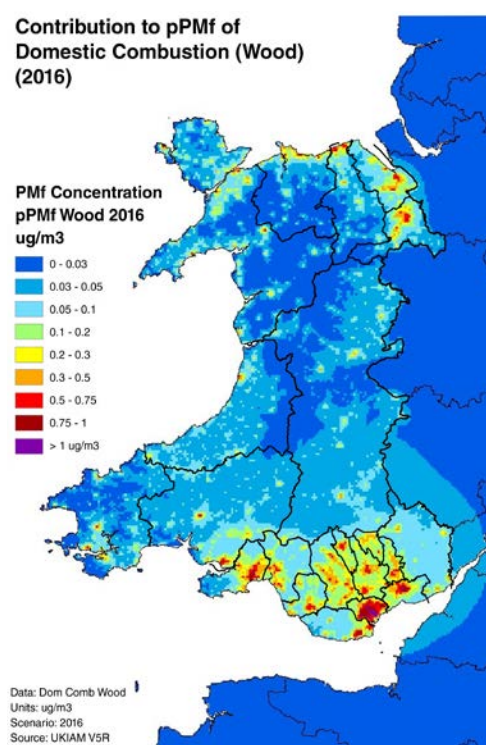 Contribution to pPMf of
Domestic Combustion (Wood)
(2016)
PMf Concentration
pPMf Wood 2016
ug/m3
0 - 0.03
0.03 - 0.05
0.05 - 0.1
0.1 - 0.2
0.2 - 0.3
0.3 - 0.5
0.5 - 0.75
0.75 - 1
> 1 ug/m3
Data: Dom Comb Wood
Units: ug/m3
Scenario: 2016
Source: UKIAM V5R